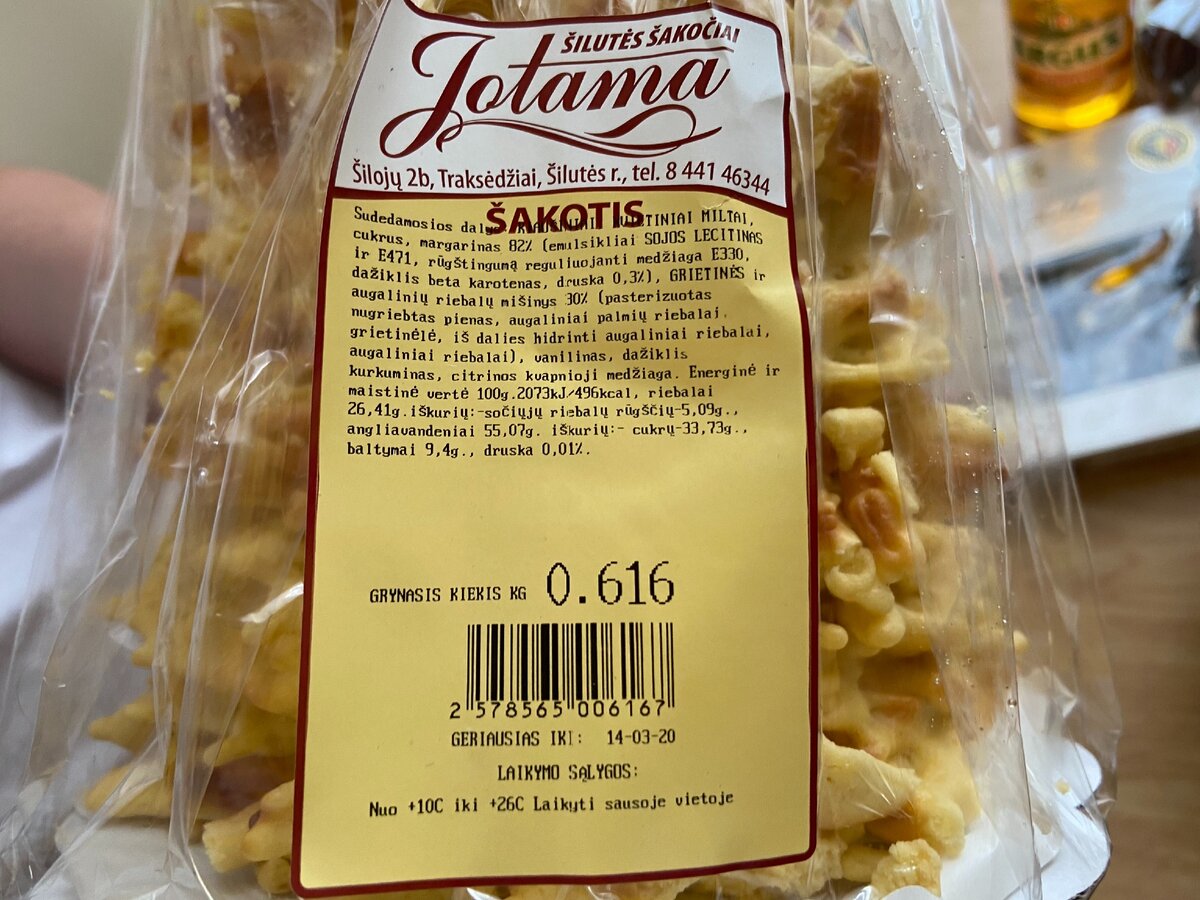 ŠILUTĖS ŠAKOČIAI
Jotama
Šilojų 2b, Traksėdžiai, Šilutės r., tel. 8 441 46344
ŠAKOTIS
Sudedamosios MILTAI,
cukrus, margarinas 82% (emulsikliai SOJOS LECITINAS
ir E471, rūgštingumą reguliuojanti medžiaga E330,
dažiklis beta karotenas, druska 0,3%), GRIETINĖS ir
augalinių riebalų mišinys 30% (pasterizuotas
nugriebtas pienas, augaliniai palmių riebalai,
grietinėlė, iš dalies hidrinti augaliniai riebalai,
augaliniai riebalai), vanilinas, dažiklis
kurkuminas, citrinos kvapnioji medžiaga. Energinė ir
maistinė vertė 100g.2073kJ/496kcal, riebalai
26,41g.iškurių:-sočiųjų riebalų rūgščių-5,09g.,
angliavandeniai 55,07g. iškurių:- cukrų-33,73g.,
baltymai 9,4g., druska 0,01%.
GRYNASIS KIEKIS KG 0.616
2 578565 006167
GERIAUSIAS IKI: 14-03-20
LAIKYMO SĄLYGOS:
Nuo +10C iki +26C Laikyti sausoje vietoje